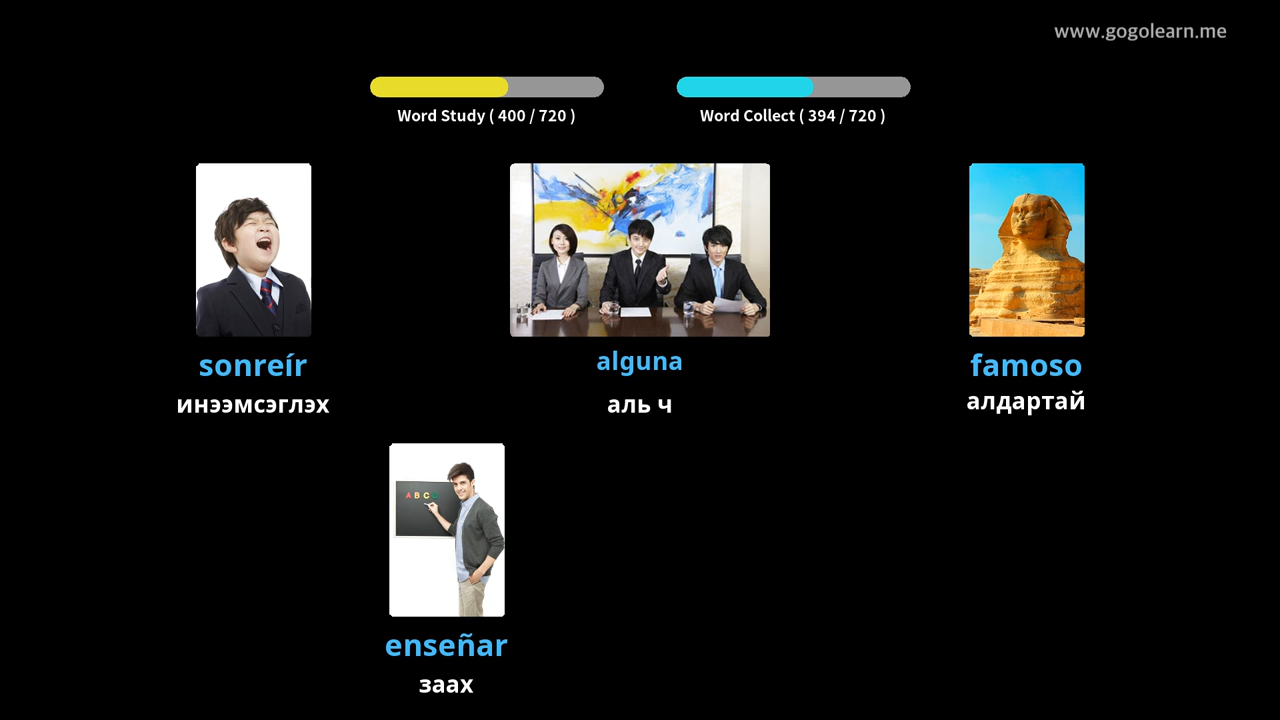 www.gogolearn.me
Word Study ( 400 / 720 )
Word Collect ( 394 / 720 )
sonreír
инээмсэглэх
alguna
аль ч
famoso
алдартай
A B C D
enseñar
заах